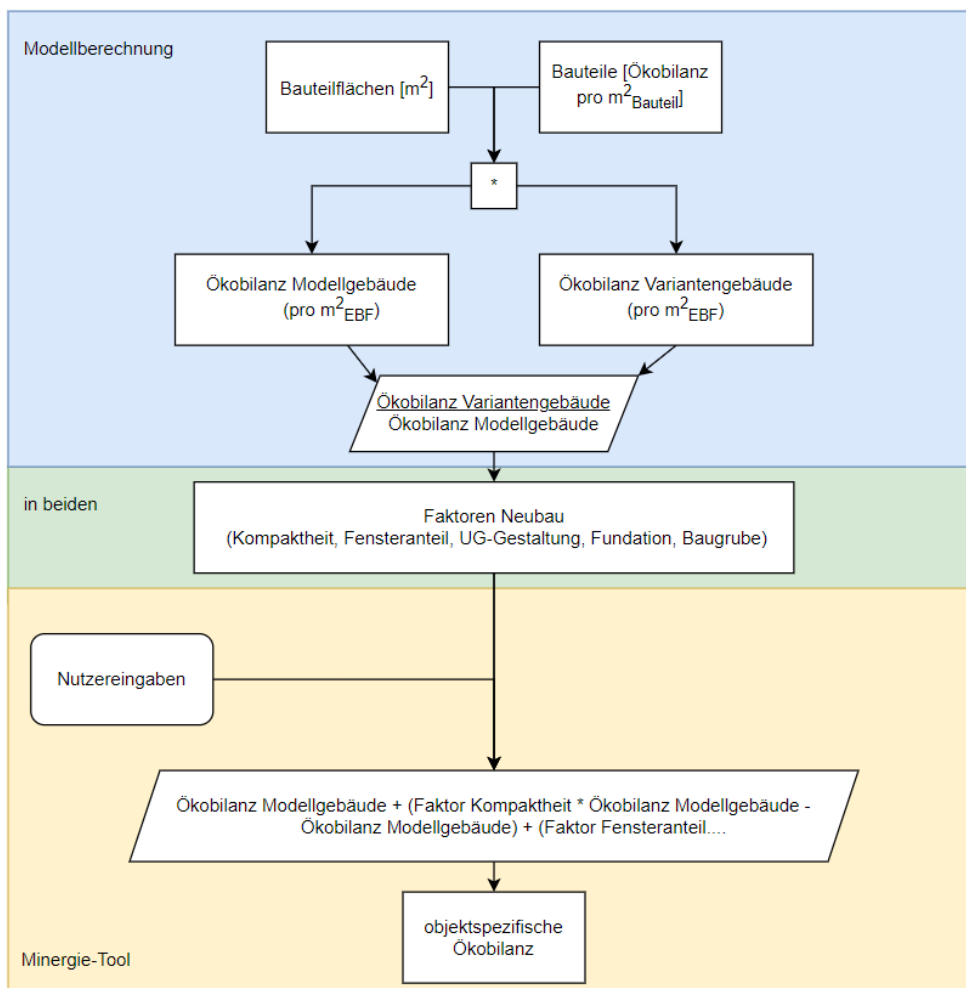 Modellberechnung
Bauteilflächen [m²]
Bauteile [Ökobilanz
pro m²Bauteil]
*
Ökobilanz Modellgebäude
(pro m²EBF)
Ökobilanz Variantengebäude
(pro m²EBF)
Ökobilanz Variantengebäude
Ökobilanz Modellgebäude
in beiden
Faktoren Neubau
(Kompaktheit, Fensteranteil, UG-Gestaltung, Fundation, Baugrube)
Nutzereingaben
Ökobilanz Modellgebäude + (Faktor Kompaktheit * Ökobilanz Modellgebäude -
Ökobilanz Modellgebäude) + (Faktor Fensteranteil....
objektspezifische
Ökobilanz
Minergie-Tool